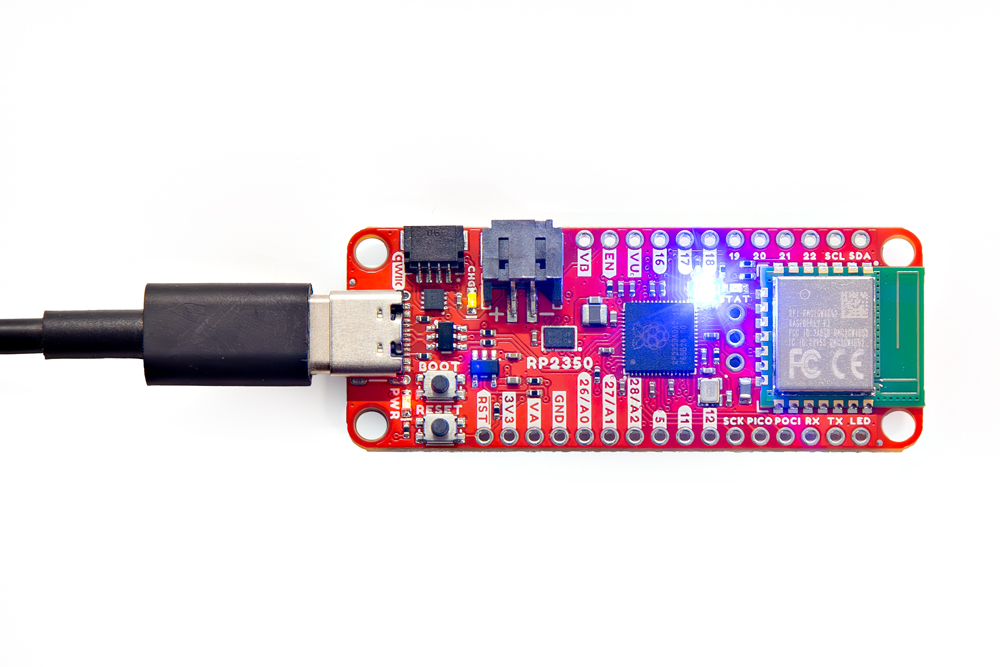 QWIIC
CHG
VB
EN
VU
16
17
18
19
20
21
22
SCL
SDA
STAT
+
−
RP2350
FC CE
BOOT
RESET
PWR
RST
3V3
VA
GND
26/A0
27/A1
28/A2
5
11
12
SCK
PICO
POCI
RX
TX
LED